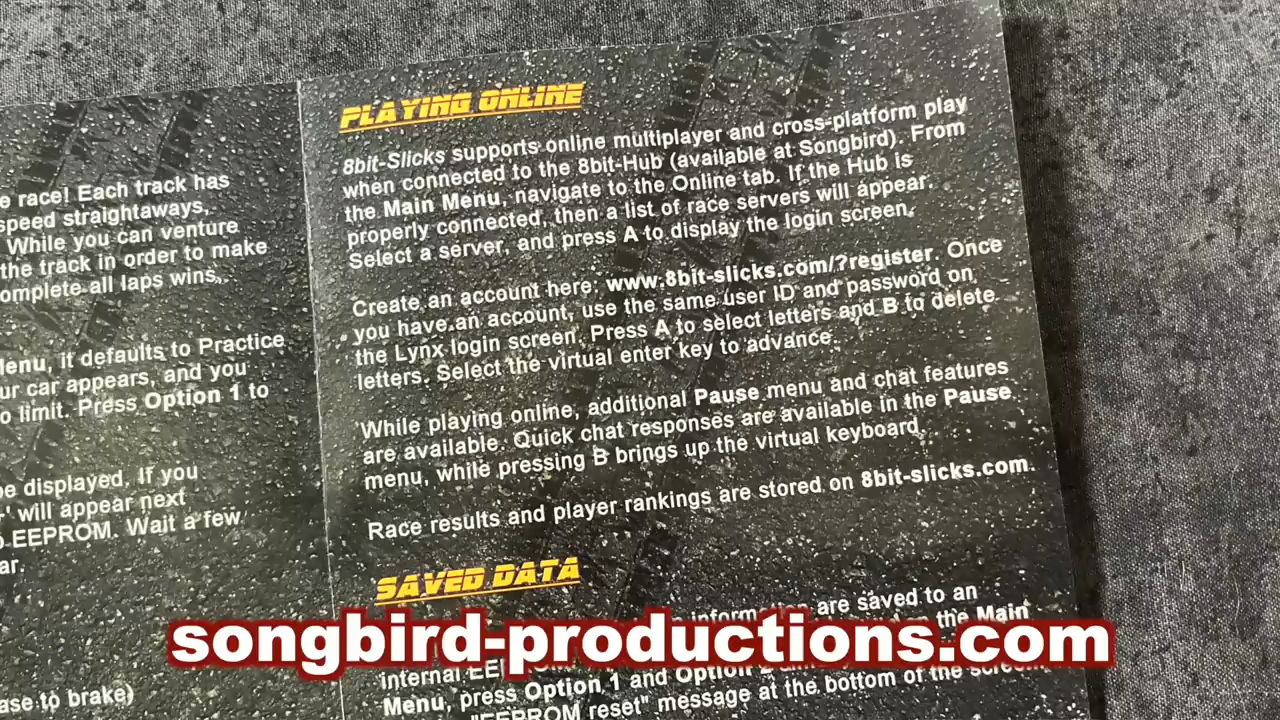 e race! Each track has
speed straightaways,
While you can venture
the track in order to make
omplete all laps wins,
enu, it defaults to Practice
ur car appears, and you
o limit. Press Option 1 to
be displayed. If you
-' will appear next
EEPROM. Wait a few
ar.
ase to brake)
PLAYING ONLINE
8bit-Slicks supports online multiplayer and cross-platform play
when connected to the 8bit-Hub (available at Songbird). From
the Main Menu, navigate to the Online tab. If the Hub is
properly connected, then a list of race servers will appear.
Select a server, and press A to display the login screen.
Create an account here: www.8bit-slicks.com/?register. Once
you have an account, use the same user ID and password on
the Lynx login screen. Press A to select letters and B to delete
letters. Select the virtual enter key to advance.
While playing online, additional Pause menu and chat features
are available. Quick chat responses are available in the Pause
menu, while pressing B brings up the virtual keyboard.
Race results and player rankings are stored on 8bit-slicks.com.
SAVED DATA
are saved to an
the Main
internal
Menu, press Option 1 and Option
"EEPROM reset" message at the bottom of the
songbird-productions.com